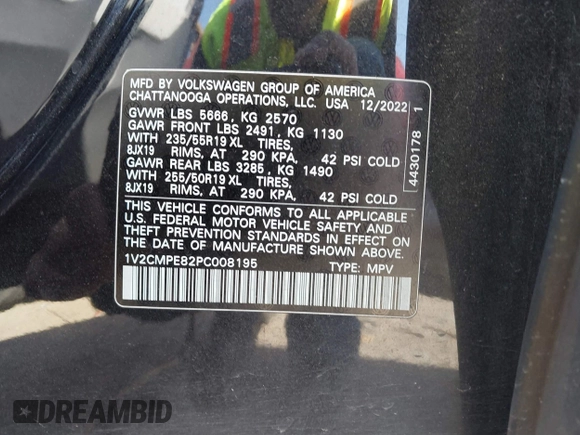 MFD BY VOLKSWAGEN GROUP OF AMERICA
CHATTANOOGA OPERATIONS, LLC. USA 12/2022
GVWR LBS 5666, KG 2570
GAWR FRONT LBS 2491, KG 1130
WITH 235/55R19 XL TIRES,
8JX19 RIMS, AT 290 KPA, 42 PSI COLD
GAWR REAR LBS 3285, KG 1490
WITH 255/50R19 XL TIRES,
8JX19 RIMS, AT 290 KPA, 42 PSI COLD
THIS VEHICLE CONFORMS TO ALL APPLICABLE
U.S. FEDERAL MOTOR VEHICLE SAFETY AND
THEFT PREVENTION STANDARDS IN EFFECT
ON THE DATE OF MANUFACTURE SHOWN ABOVE.
1V2CMPE82PC008195 TYPE: MPV
4430178 1
DREAMBID